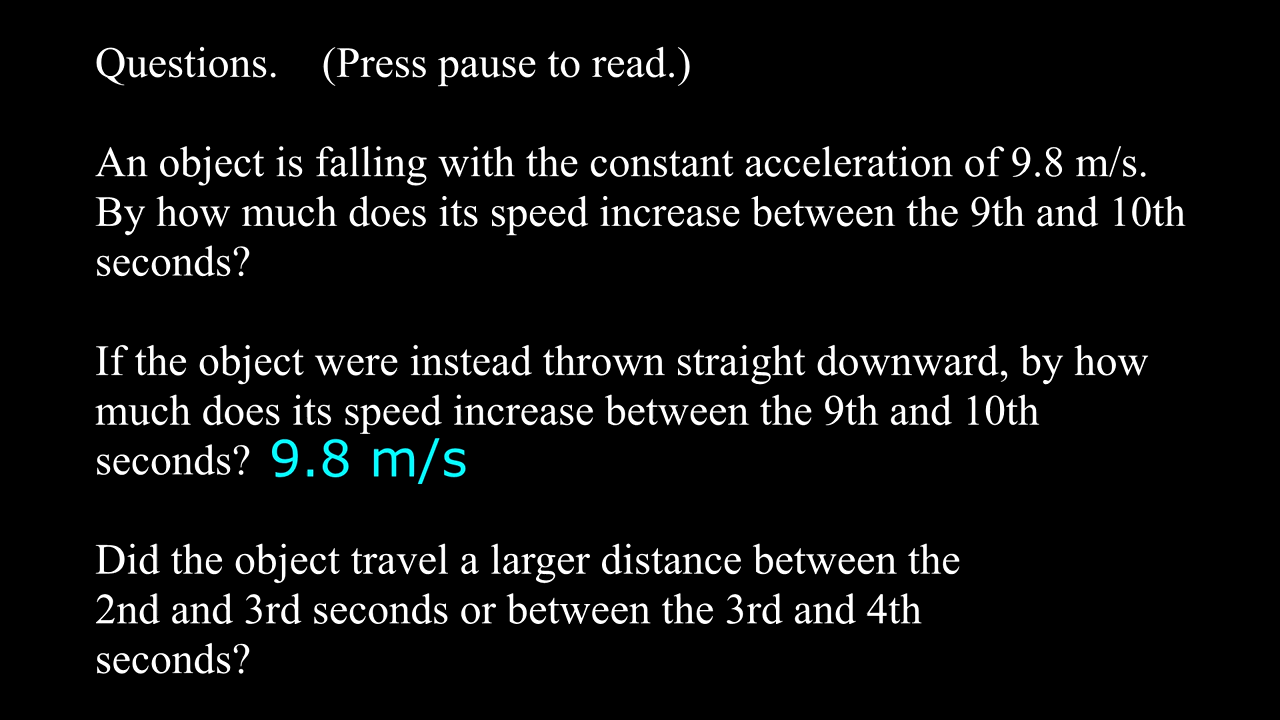 Questions. (Press pause to read.)
An object is falling with the constant acceleration of 9.8 m/s.
By how much does its speed increase between the 9th and 10th
seconds?
If the object were instead thrown straight downward, by how
much does its speed increase between the 9th and 10th
seconds? 9.8 m/s
Did the object travel a larger distance between the
2nd and 3rd seconds or between the 3rd and 4th
seconds?